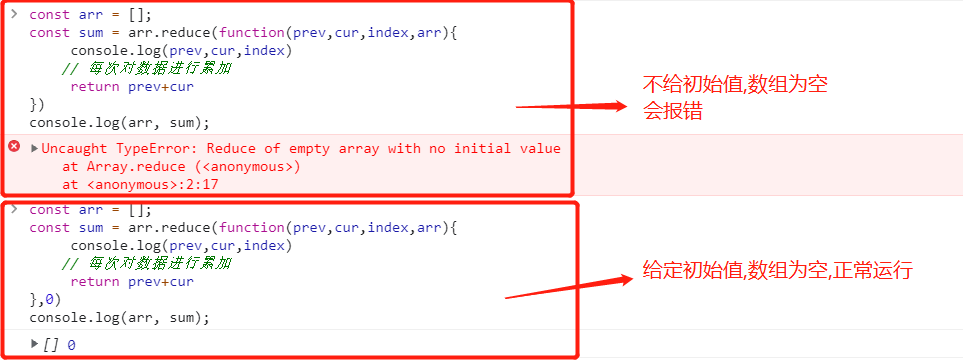 const arr = [];
const sum = arr.reduce(function(prev,cur,index,arr){
console.log(prev,cur,index)
// 每次对数据进行累加
return prev+cur
})
console.log(arr, sum);
Uncaught TypeError: Reduce of empty array with no initial value
at Array.reduce (<anonymous>)
at <anonymous>:2:17
不给初始值,数组为空
会报错
const arr = [];
const sum = arr.reduce(function(prev,cur,index,arr){
console.log(prev,cur,index)
// 每次对数据进行累加
return prev+cur
},0)
console.log(arr, sum);
[] 0
给定初始值,数组为空,正常运行